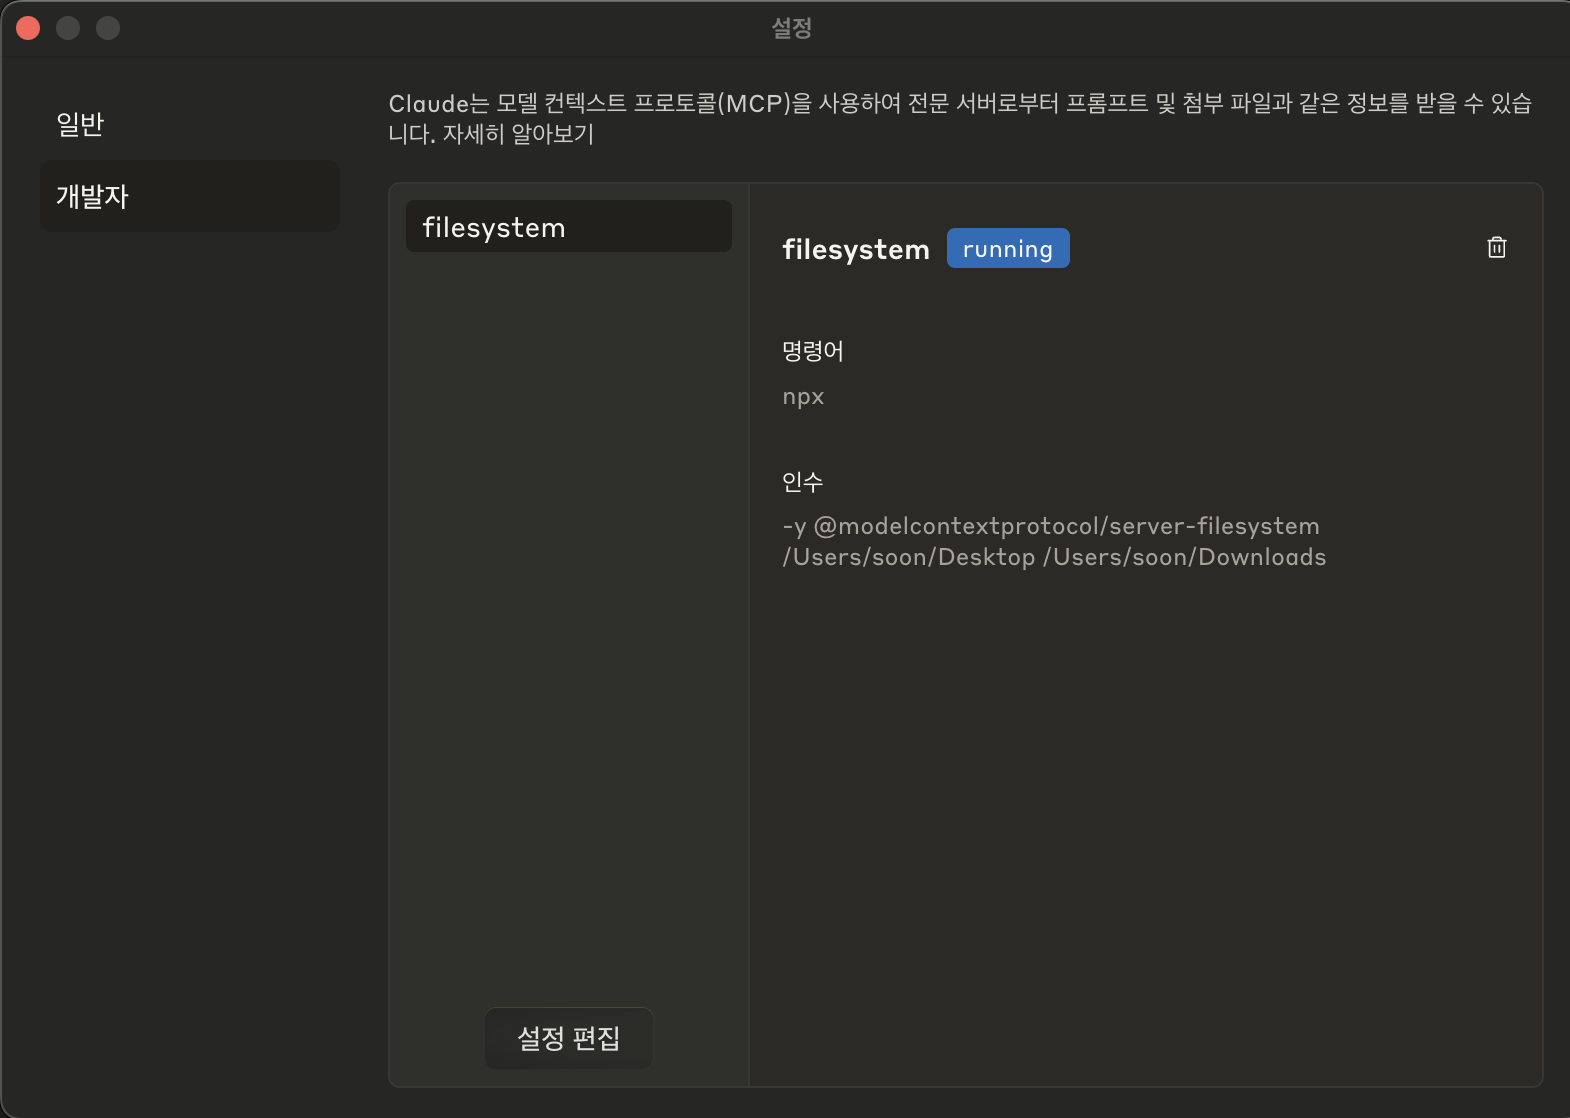 설정
일반
개발자
Claude는 모델 컨텍스트 프로토콜(MCP)을 사용하여 전문 서버로부터 프롬프트 및 첨부 파일과 같은 정보를 받을 수 있습
니다. 자세히 알아보기
filesystem
설정 편집
filesystem running
명령어
npx
인수
-y @modelcontextprotocol/server-filesystem
/Users/soon/Desktop /Users/soon/Downloads